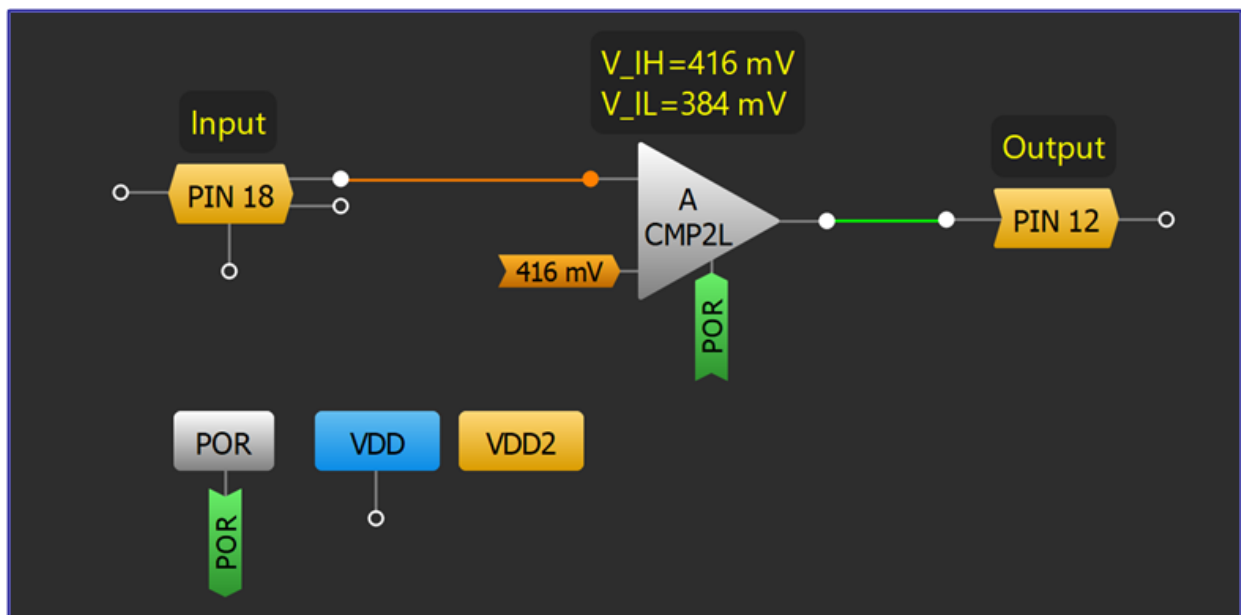 V_IH=416 mV
V_IL=384 mV
Input
Output
PIN 18
A
CMP2L
PIN 12
416 mV
POR
POR
VDD
VDD2
POR